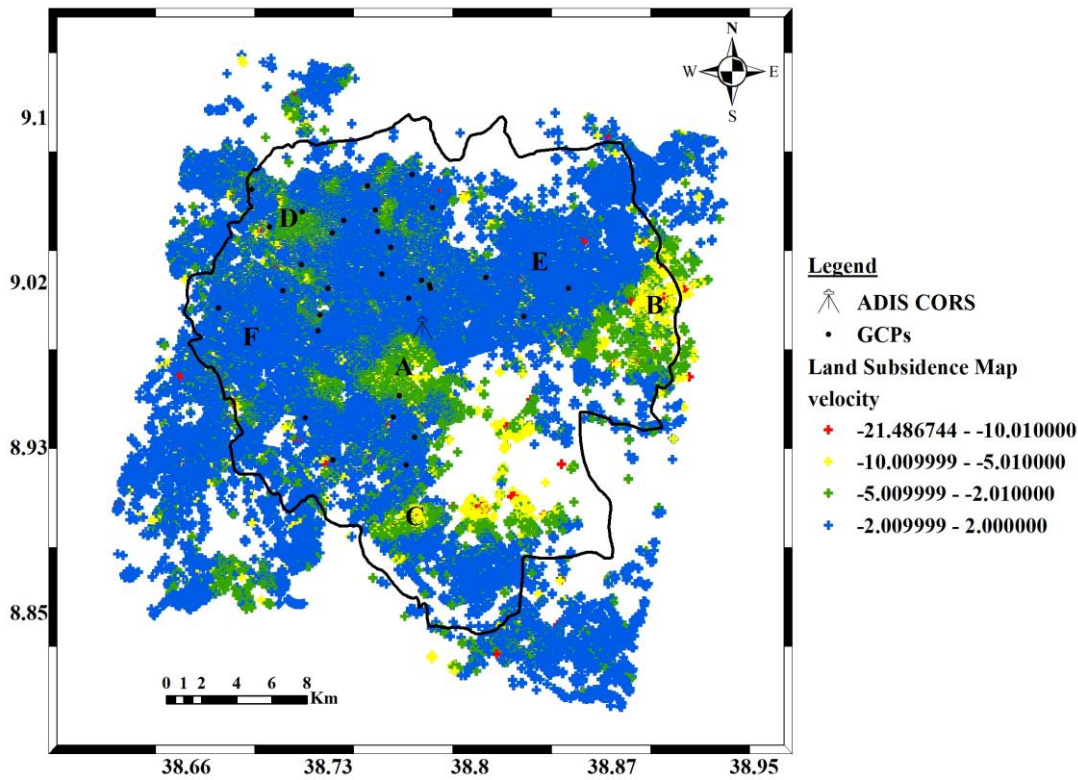 N
W E
S
9.1
D
9.02
E
B
F
A
8.93
C
8.85
0 1 2 4 6 8
Km
38.66 38.73 38.8 38.87 38.95
Legend
ADIS CORS
GCPs
Land Subsidence Map
velocity
-21.486744 - -10.010000
-10.009999 - -5.010000
-5.009999 - -2.010000
-2.009999 - 2.000000